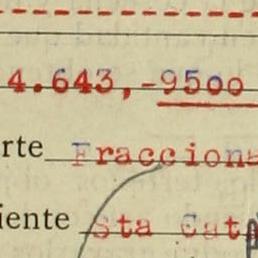 4.643,-9500
rte Fracciona
iente Sta Cat